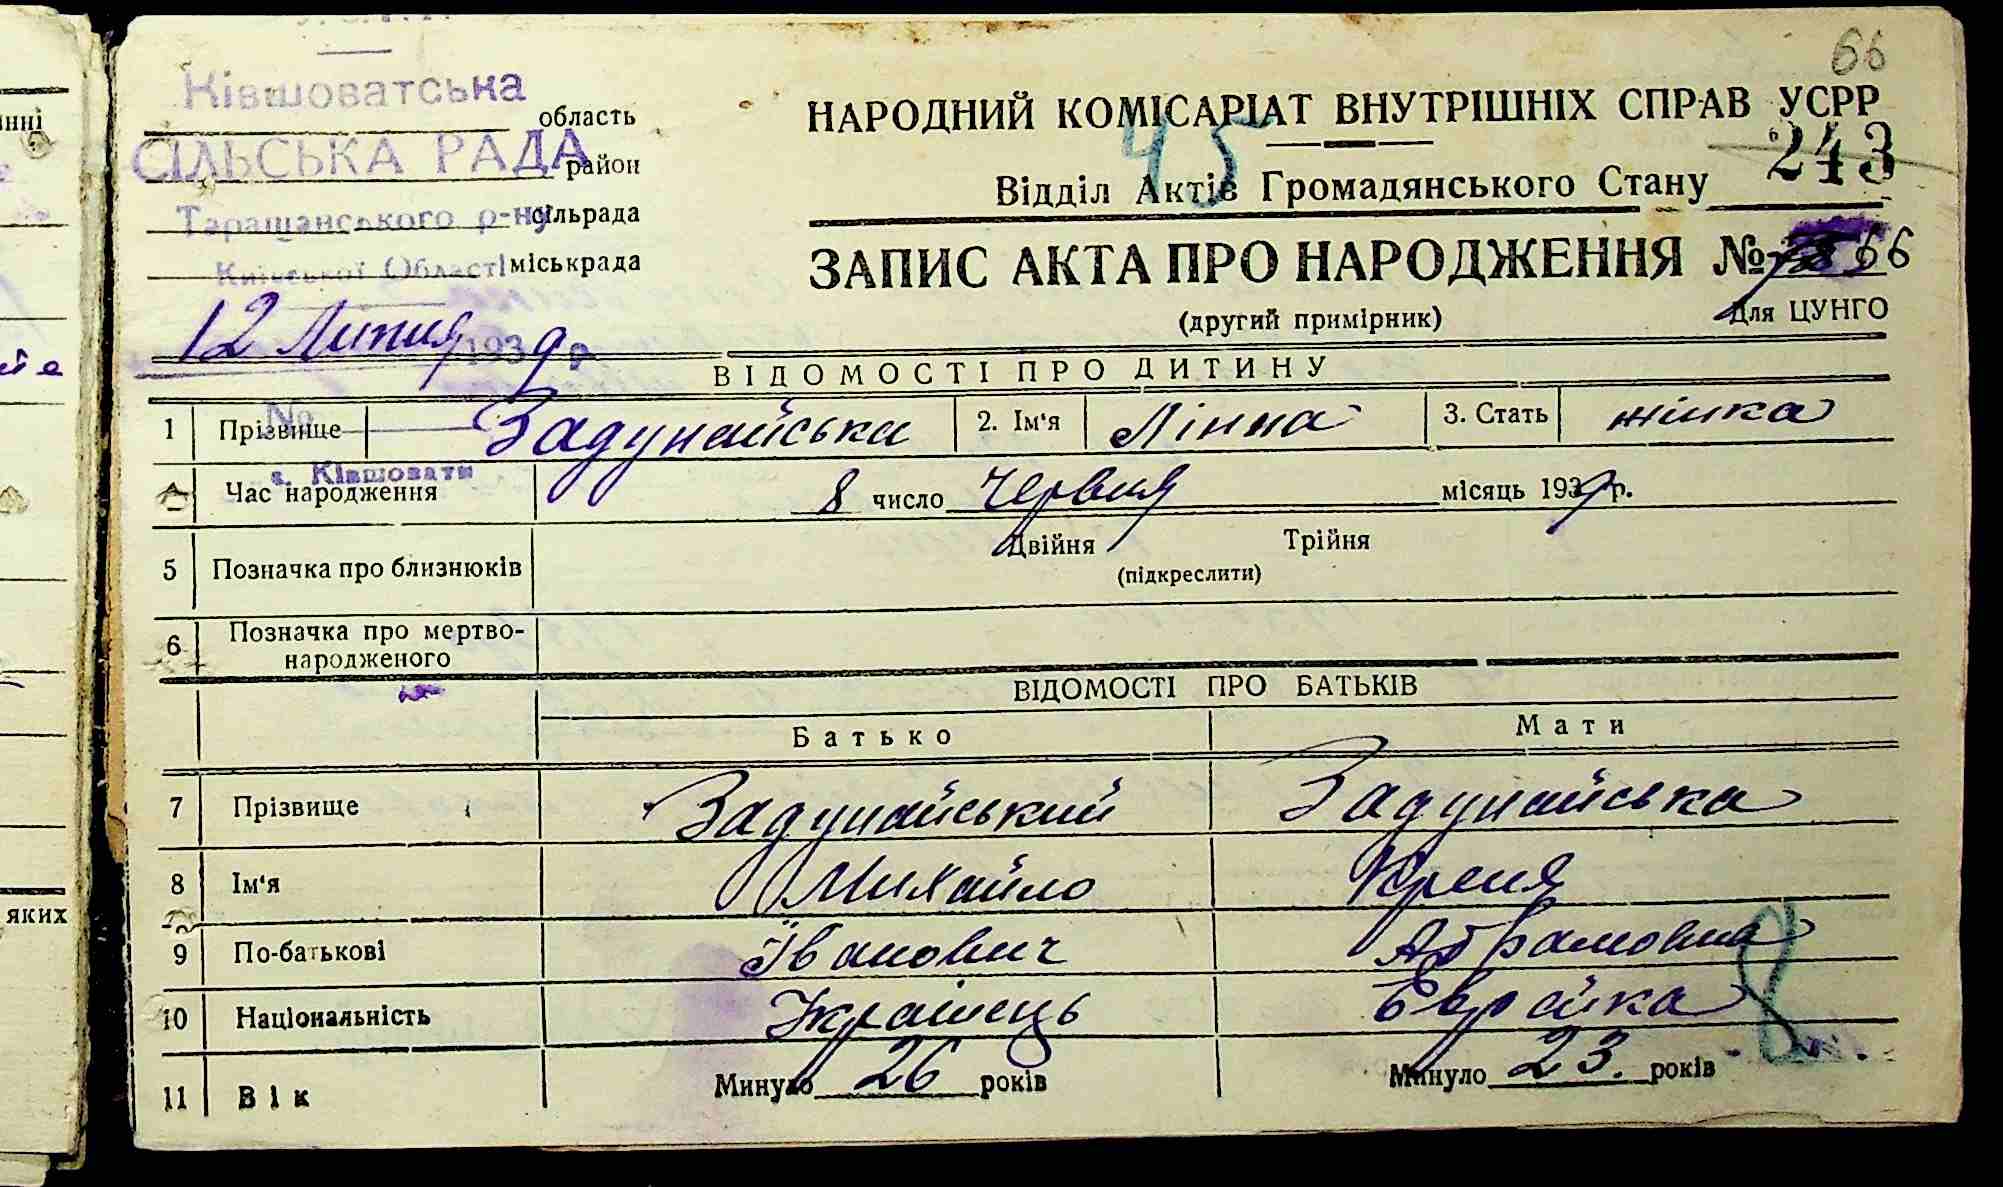 66
Ківшоватська
область
НАРОДНИЙ КОМІСАРІАТ ВНУТРІШНІХ СПРАВ УСРР
45
СІЛЬСЬКА РАДА
район
243
Таращанського р-ну
сільрада
Відділ Актів Громадянського Стану
Київської Області
міськрада
ЗАПИС АКТА ПРО НАРОДЖЕННЯ № 66
(другий примірник)
Для ЦУНГО
12 Липня 1939 р
ВІДОМОСТІ ПРО ДИТИНУ
№
1 Прізвище Задунайська 2. Ім'я Лінна 3. Стать жінка
с. Ківшовати
Час народження 8 число Червня місяць 1939 р.
5 Позначка про близнюків Двійня Трійня
(підкреслити)
6 Позначка про мертво-
народженого
ВІДОМОСТІ ПРО БАТЬКІВ
Батько Мати
7 Прізвище Задунайський Задунайська
8 Ім'я Михайло Креня
9 По-батькові Іванович Абрамовна
10 Національність Українець Еврейка
11 Вік Минуло 26 років Минуло 23. років
инні
яких